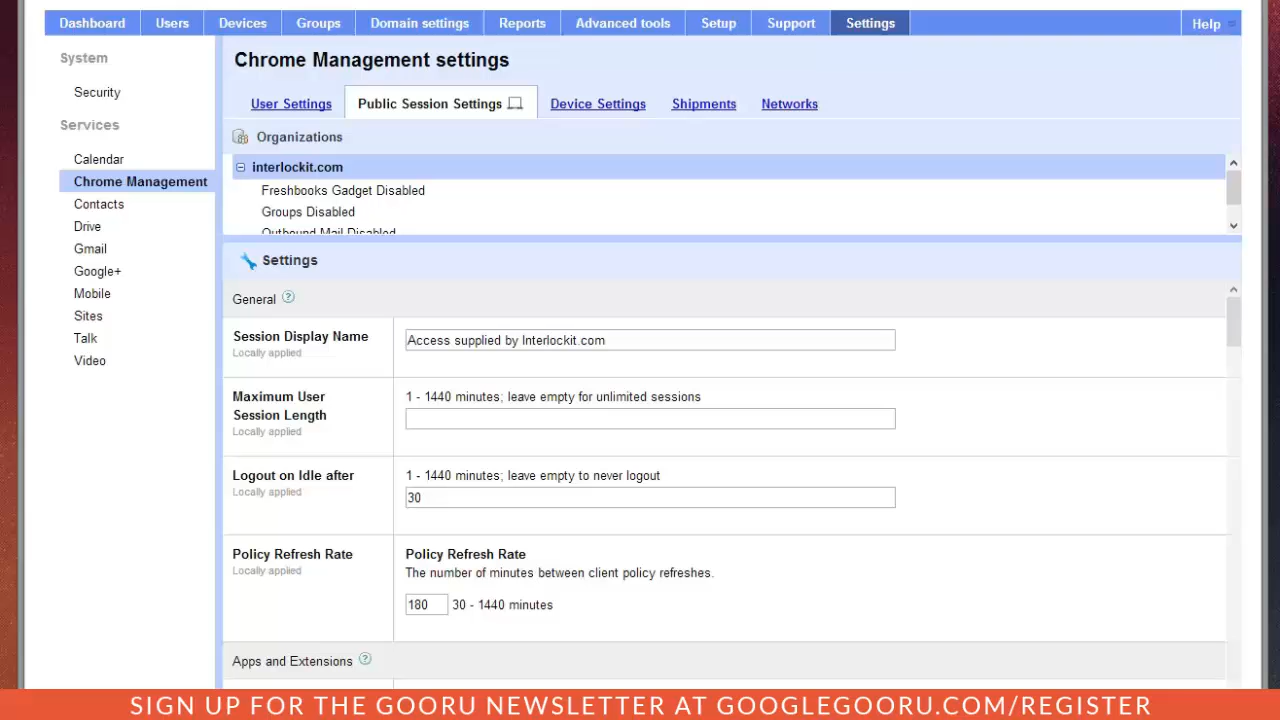 Dashboard Users Devices Groups Domain settings Reports Advanced tools Setup Support Settings Help
System
Security
Services
Calendar
Chrome Management
Contacts
Drive
Gmail
Google+
Mobile
Sites
Talk
Video
Chrome Management settings
User Settings Public Session Settings Device Settings Shipments Networks
Organizations
interlockit.com
Freshbooks Gadget Disabled
Groups Disabled
Outbound Mail Disabled
Settings
General ?
Session Display Name
Locally applied
Access supplied by Interlockit.com
Maximum User
Session Length
Locally applied
1 - 1440 minutes; leave empty for unlimited sessions
Logout on Idle after
Locally applied
1 - 1440 minutes; leave empty to never logout
30
Policy Refresh Rate
Locally applied
Policy Refresh Rate
The number of minutes between client policy refreshes.
180 30 - 1440 minutes
Apps and Extensions ?
SIGN UP FOR THE GOORU NEWSLETTER AT GOOGLEGOORU.COM/REGISTER